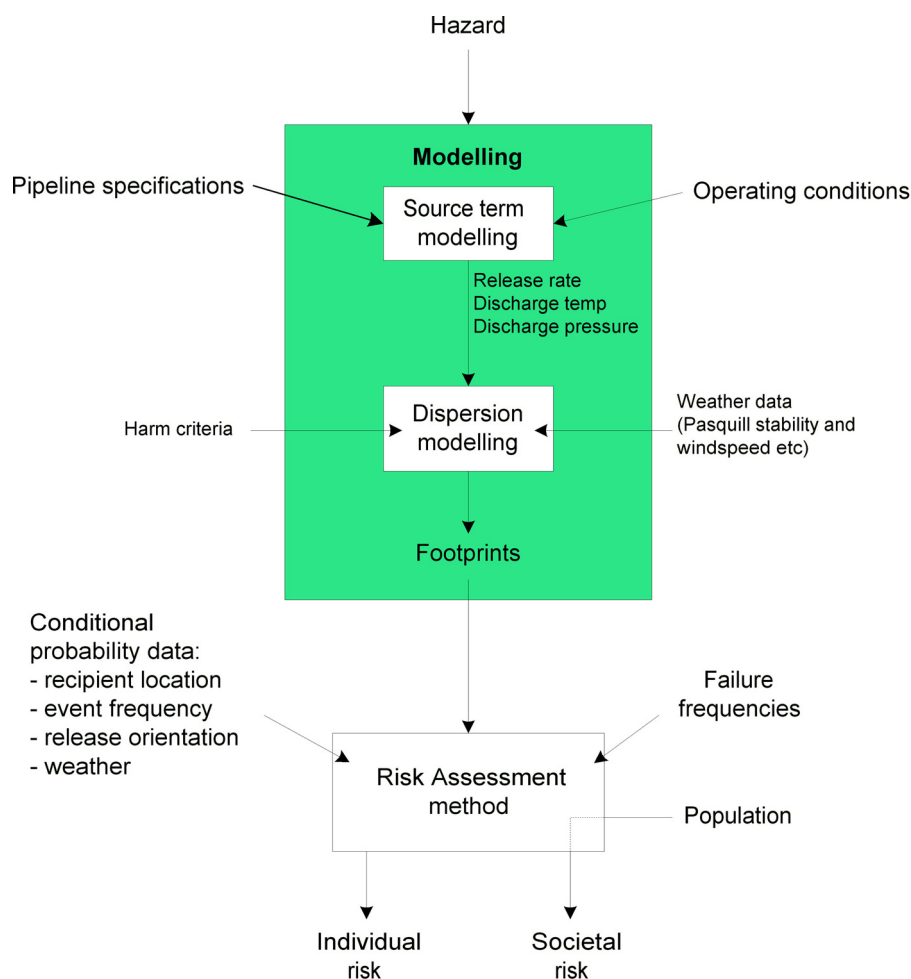 Hazard
Modelling
Pipeline specifications
Source term
modelling
Operating conditions
Release rate
Discharge temp
Discharge pressure
Harm criteria
Dispersion
modelling
Weather data
(Pasquill stability and
windspeed etc)
Footprints
Conditional
probability data:
- recipient location
- event frequency
- release orientation
- weather
Failure
frequencies
Risk Assessment
method
Population
Individual
risk
Societal
risk